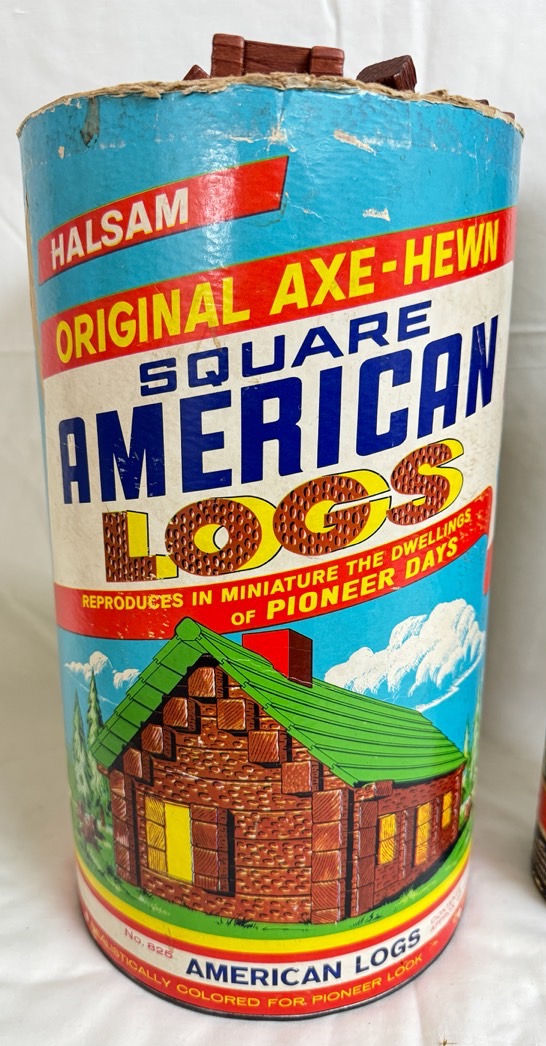 HALSAM
ORIGINAL AXE-HEWN
SQUARE
AMERICAN
LOGS
REPRODUCES IN MINIATURE THE DWELLINGS
OF PIONEER DAYS
No. 825
AMERICAN LOGS
COLORED FOR PIONEER LOOK